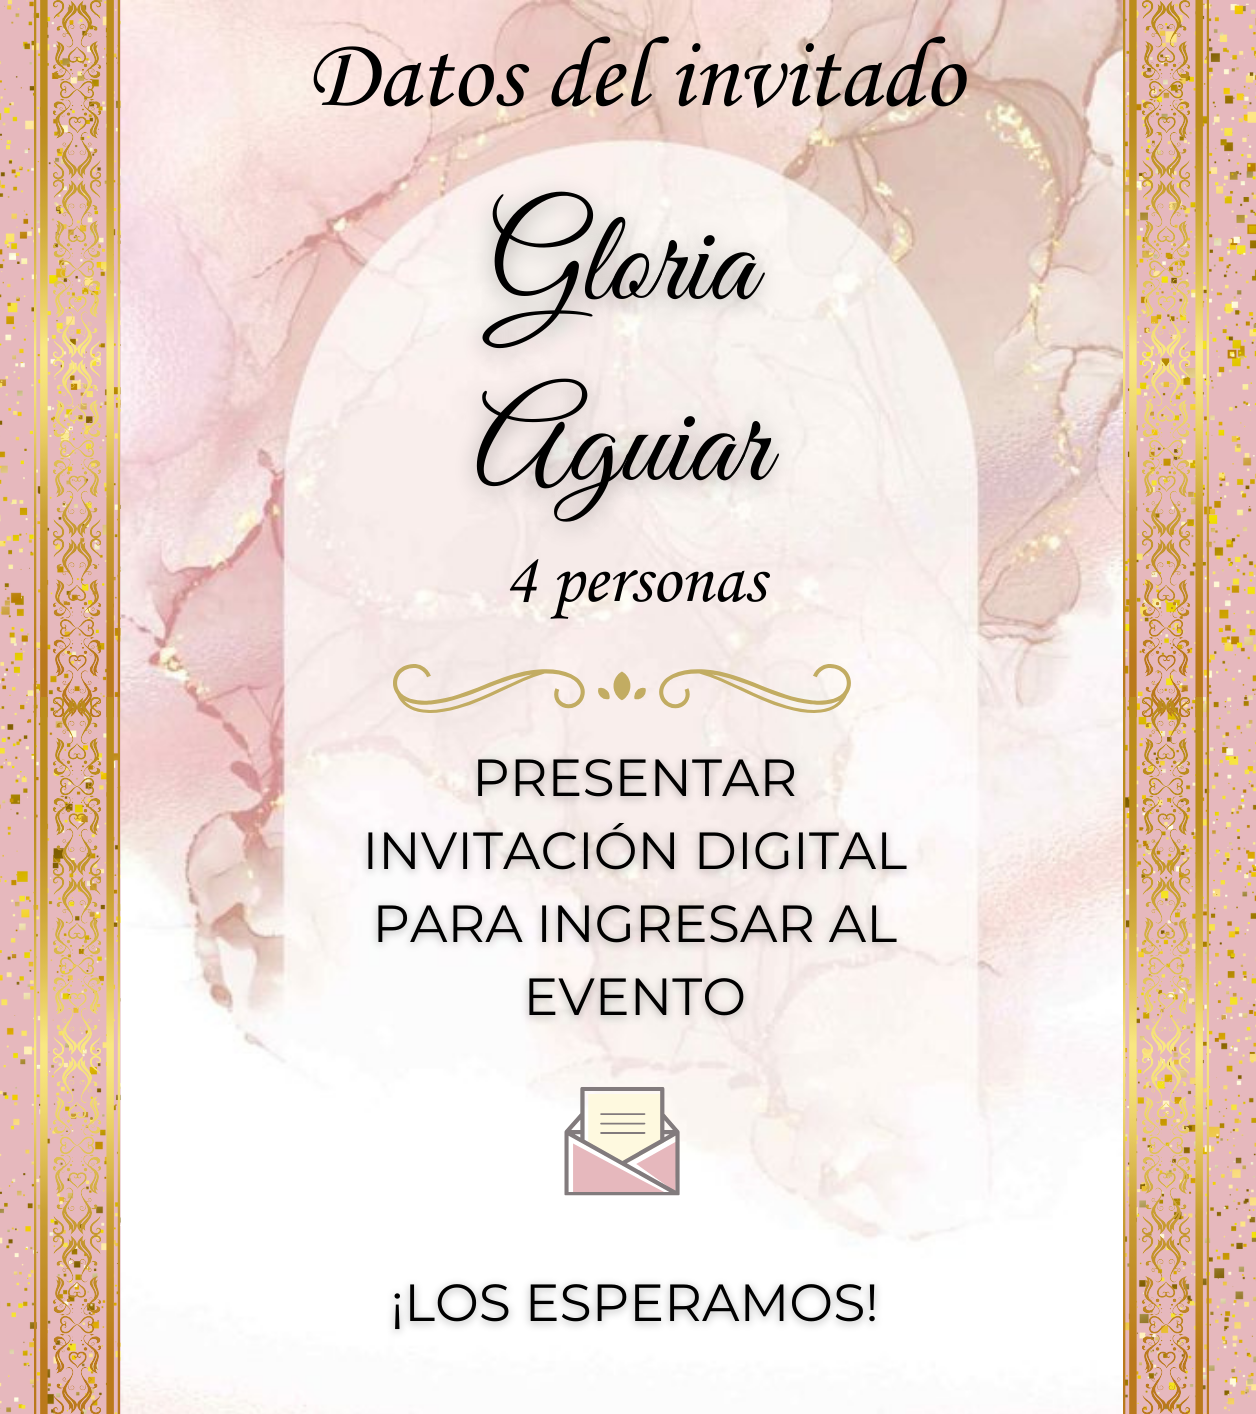 Datos del invitado
Gloria
Aguiar
4 personas
PRESENTAR
INVITACIÓN DIGITAL
PARA INGRESAR AL
EVENTO
¡LOS ESPERAMOS!